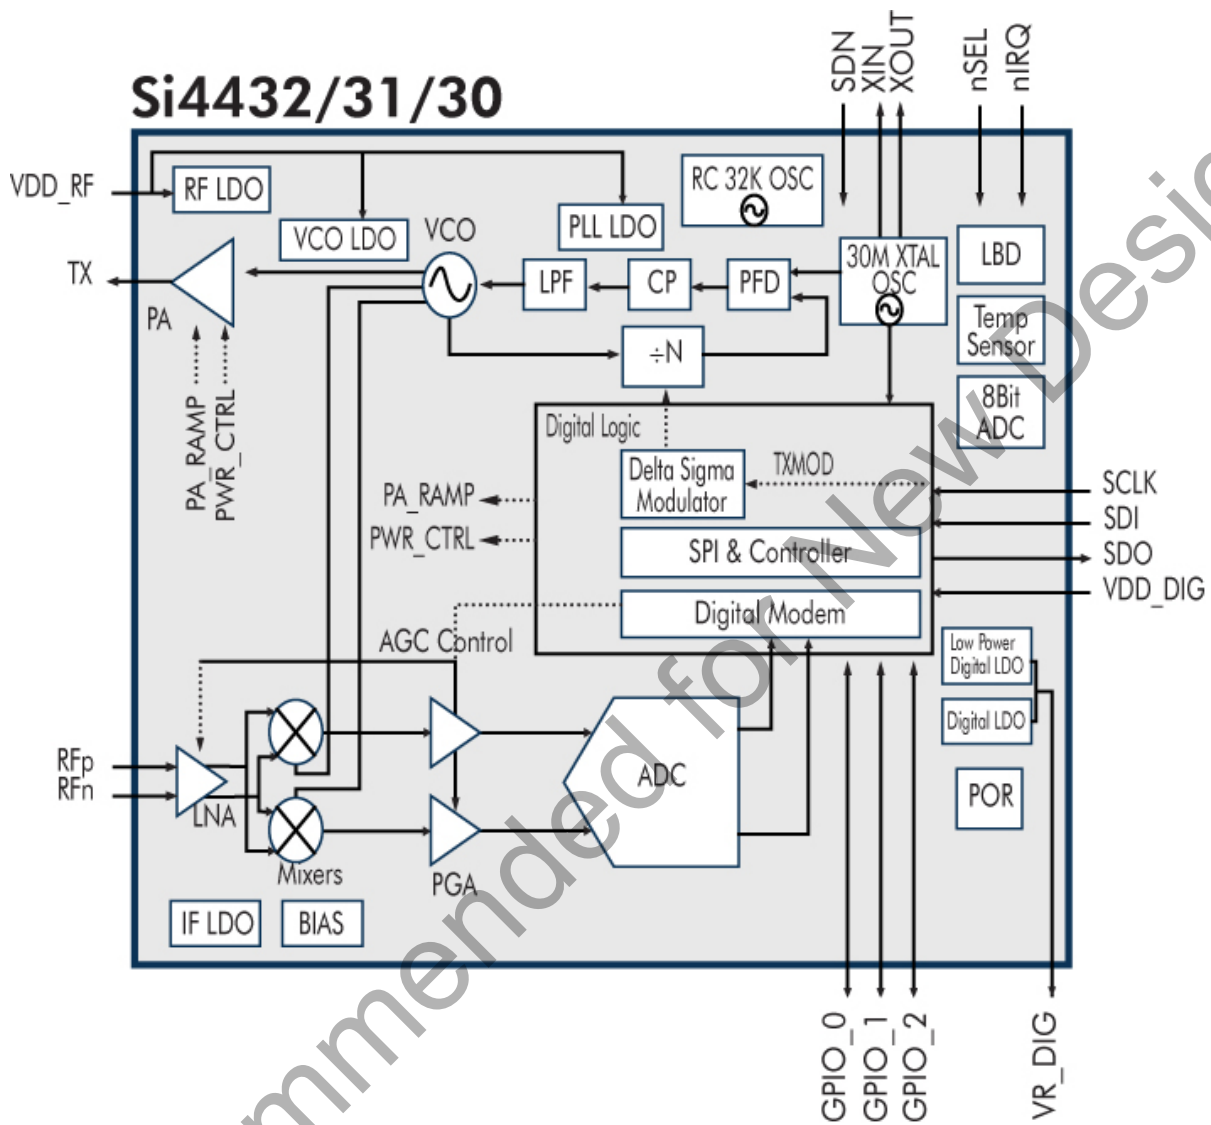 SDN
XIN
XOUT
nSEL
nIRQ
Si4432/31/30
VDD_RF
RF LDO
VCO LDO
VCO
PLL LDO
RC 32K OSC
TX
PA
LPF
CP
PFD
30M XTAL
OSC
LBD
Temp
Sensor
8Bit
ADC
÷N
PA_RAMP
PWR_CTRL
Digital Logic
Delta Sigma
Modulator
TXMOD
PA_RAMP
PWR_CTRL
SPI & Controller
Digital Modem
SCLK
SDI
SDO
VDD_DIG
AGC Control
Low Power
Digital LDO
Digital LDO
RFp
RFn
LNA
Mixers
PGA
ADC
POR
IF LDO
BIAS
GPIO_0
GPIO_1
GPIO_2
VR_DIG
mmended for New Desig